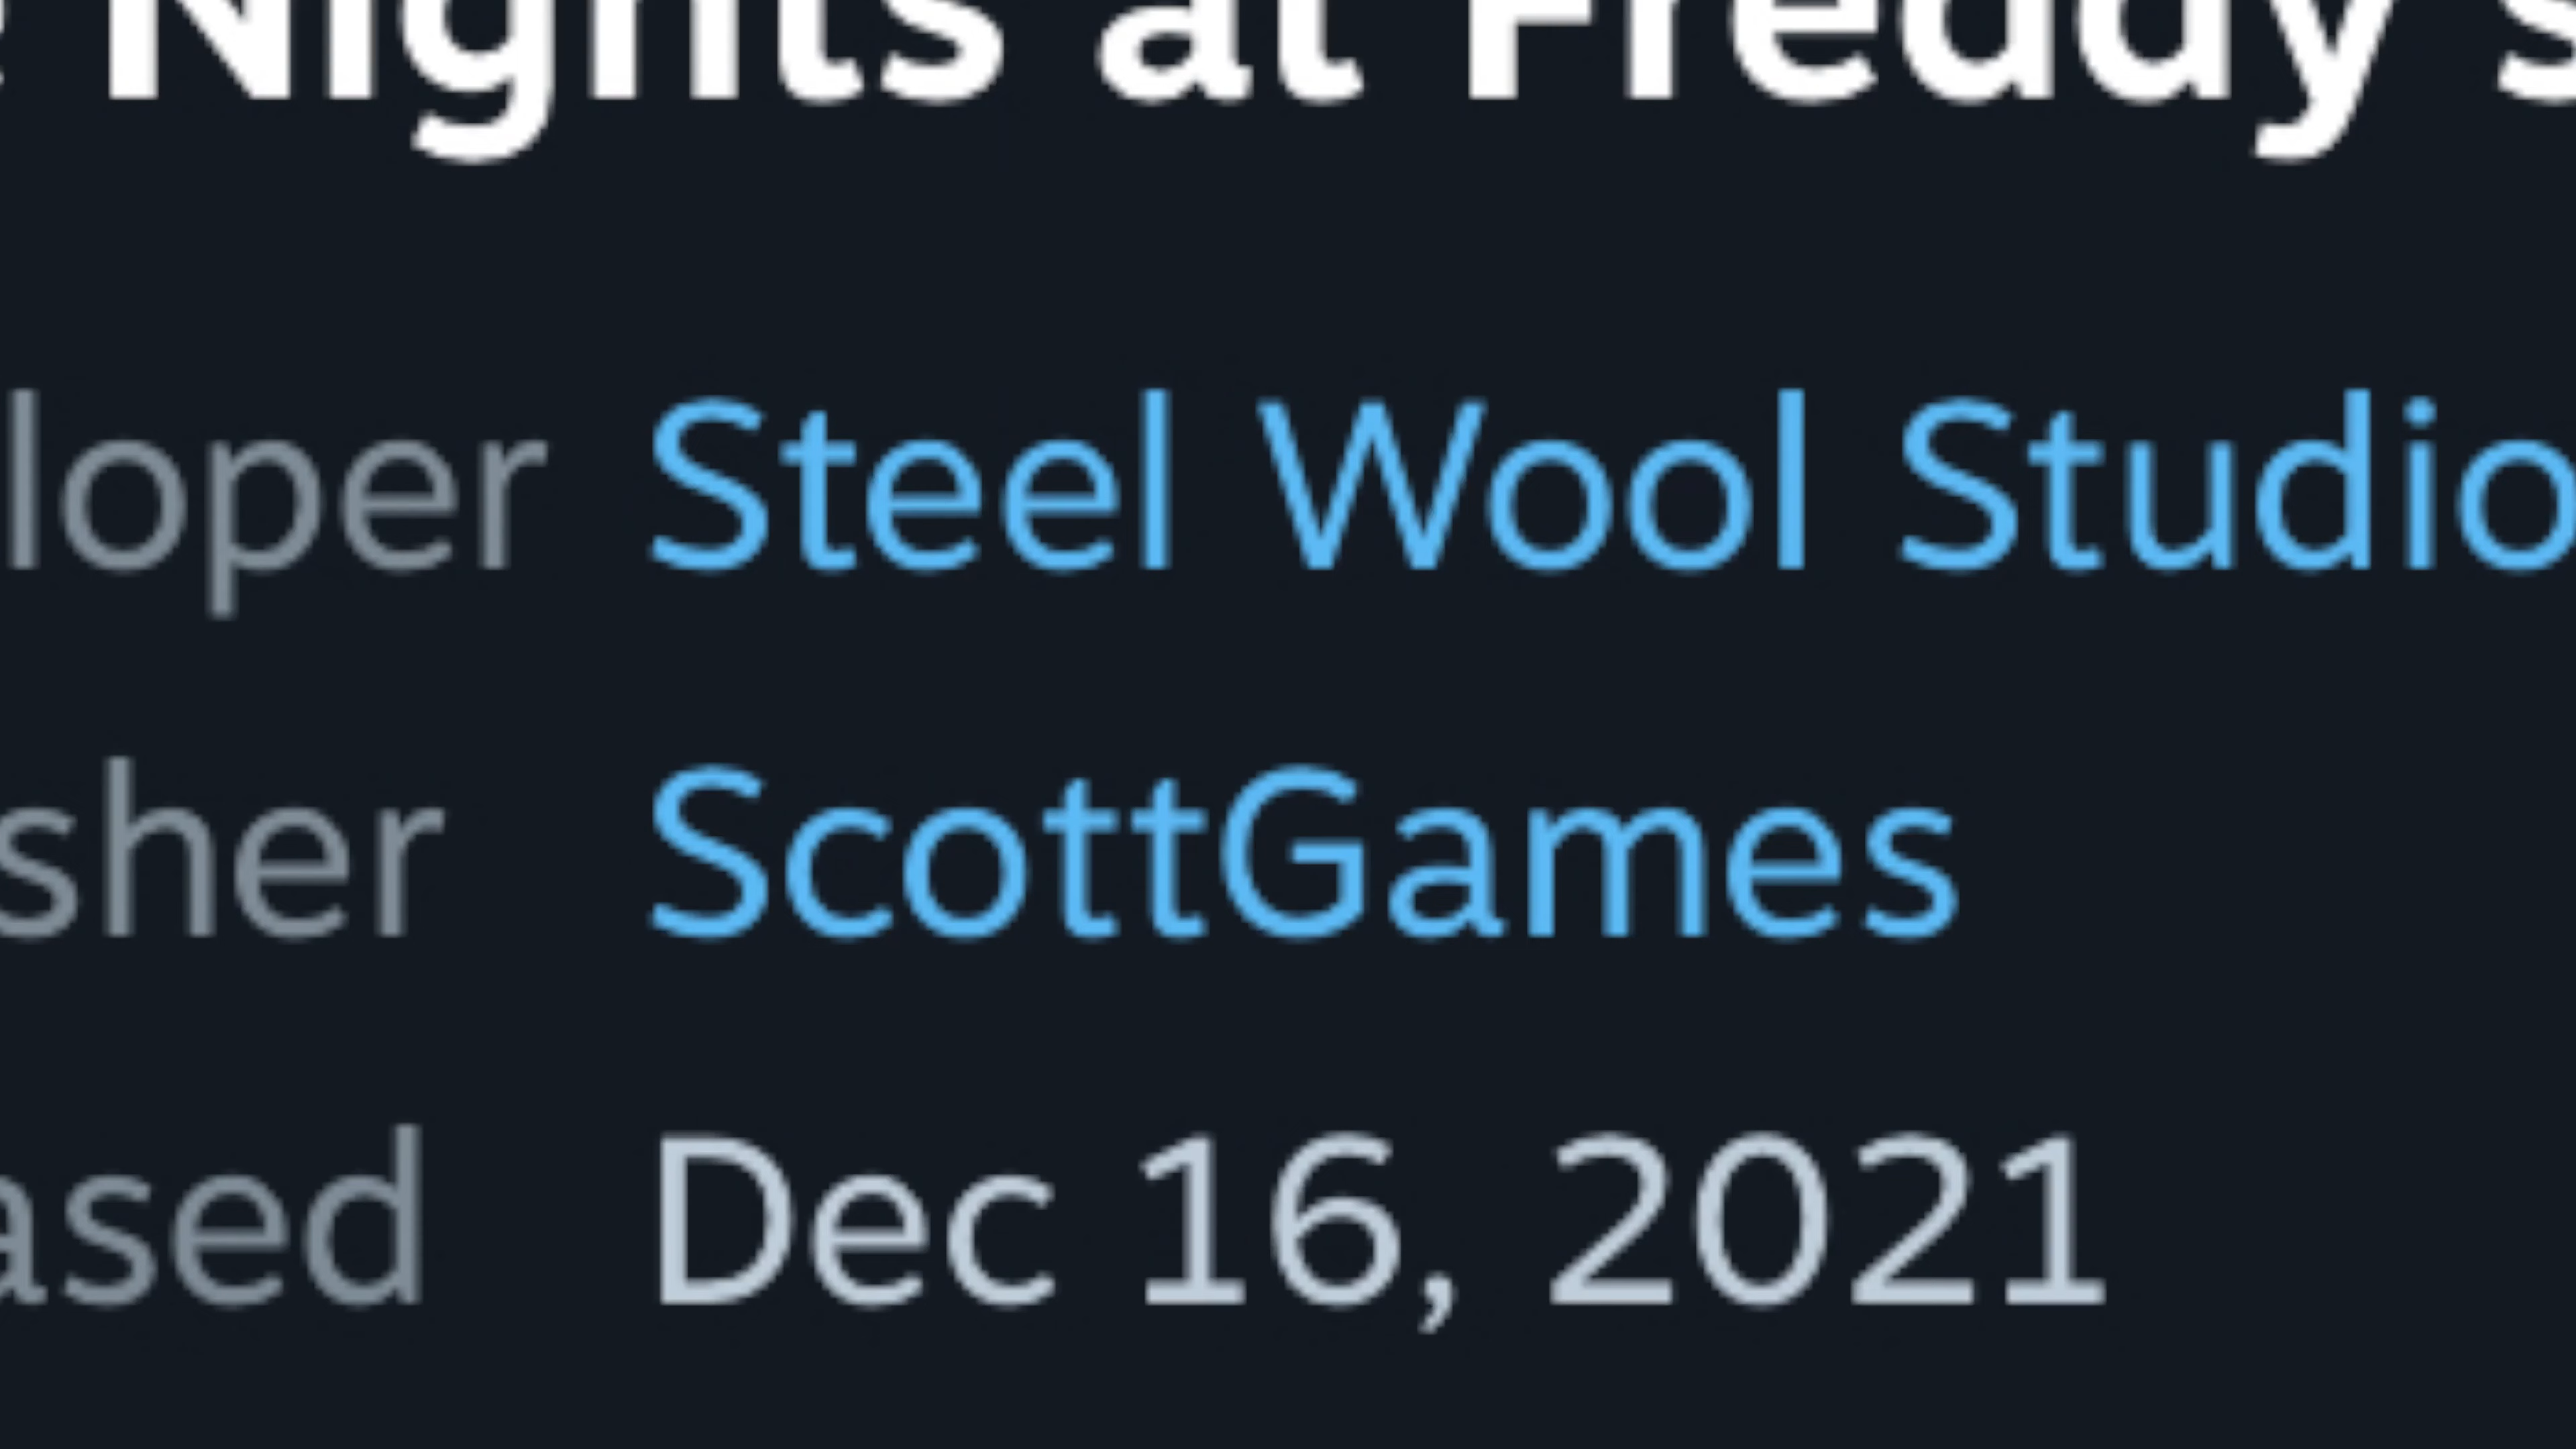 Nights at Freddy's
loper Steel Wool Studio
sher ScottGames
ased Dec 16, 2021